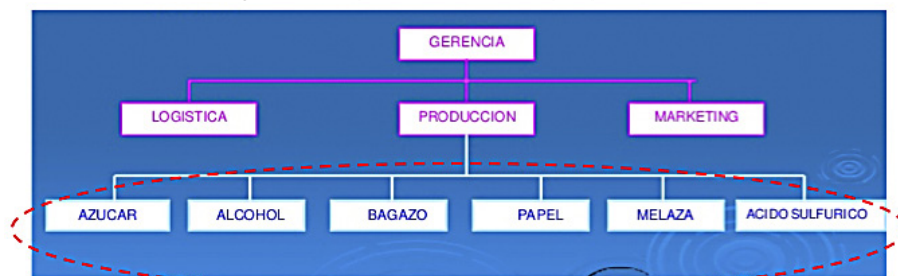 GERENCIA
LOGISTICA PRODUCCION MARKETING
AZUCAR ALCOHOL BAGAZO PAPEL MELAZA ACIDO SULFURICO